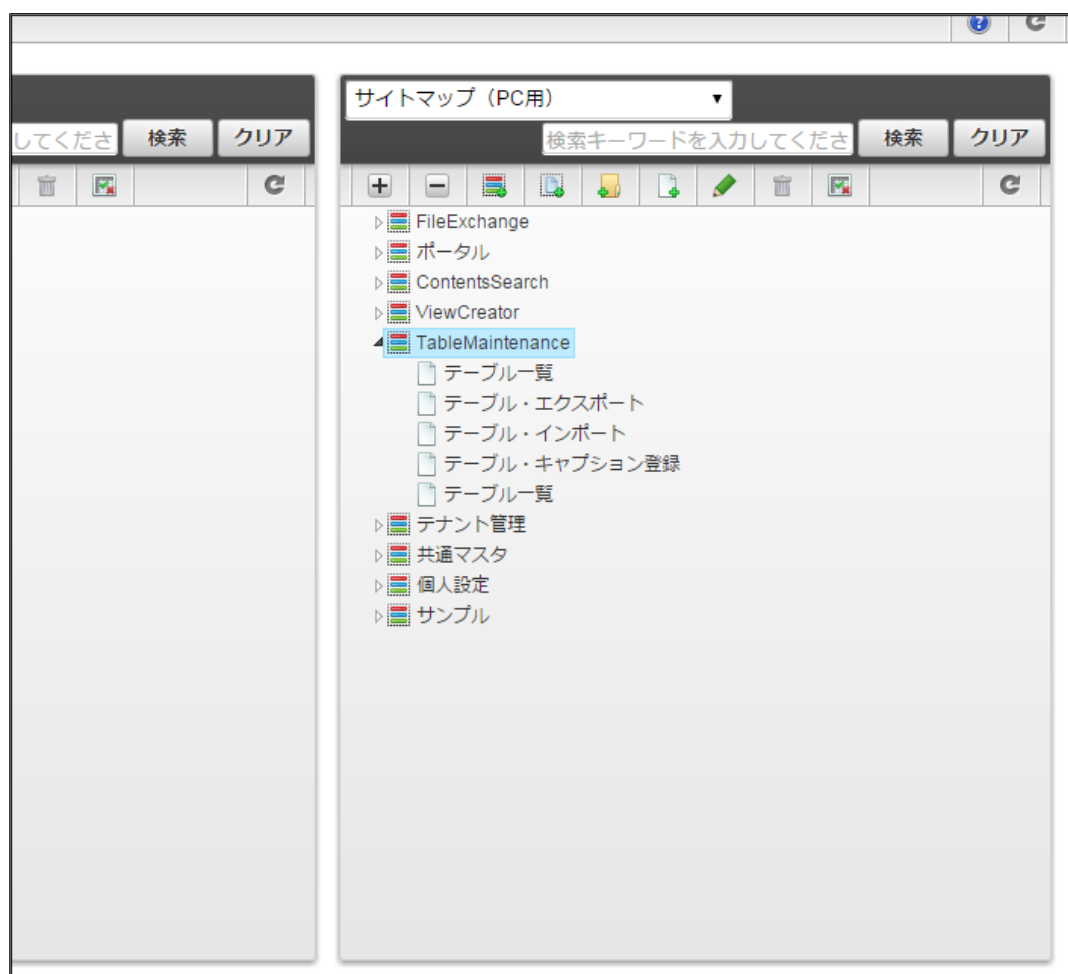 サイトマップ（PC用）
してくださ 検索 クリア
検索キーワードを入力してくださ 検索 クリア
FileExchange
ポータル
ContentsSearch
ViewCreator
TableMaintenance
テーブル一覧
テーブル・エクスポート
テーブル・インポート
テーブル・キャプション登録
テーブル一覧
テナント管理
共通マスタ
個人設定
サンプル